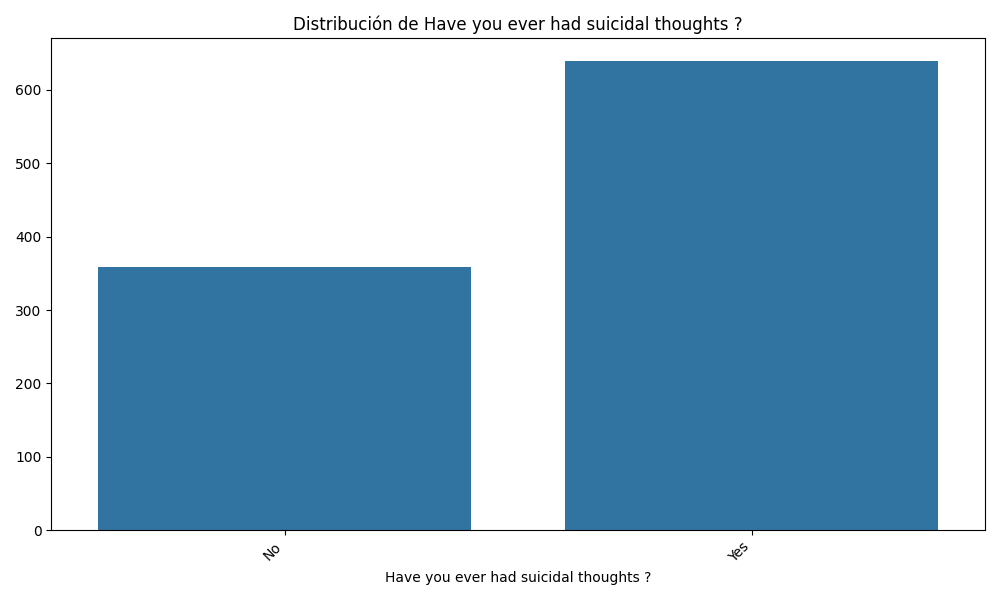 Distribución de Have you ever had suicidal thoughts ?
600
500
400
300
200
100
0
No
Yes
Have you ever had suicidal thoughts ?